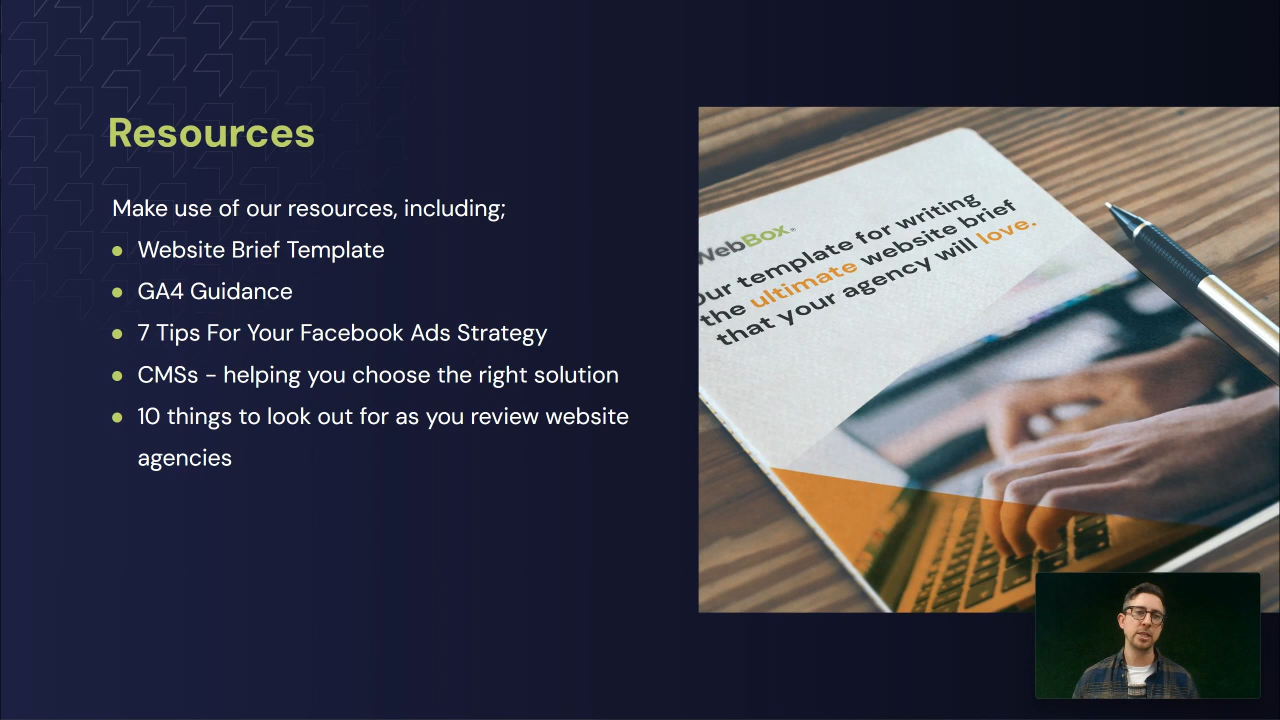 Resources
Make use of our resources, including;
Website Brief Template
GA4 Guidance
7 Tips For Your Facebook Ads Strategy
CMSs - helping you choose the right solution
10 things to look out for as you review website
agencies
WebBox.
Our template for writing
the ultimate website brief
that your agency will love.